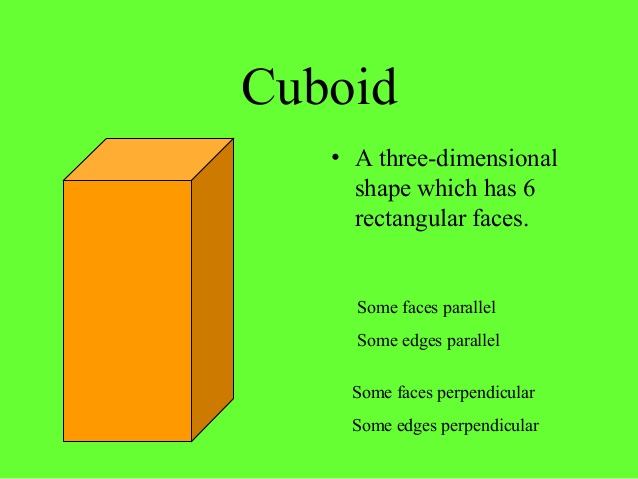 Cuboid
• A three-dimensional
shape which has 6
rectangular faces.
Some faces parallel
Some edges parallel
Some faces perpendicular
Some edges perpendicular